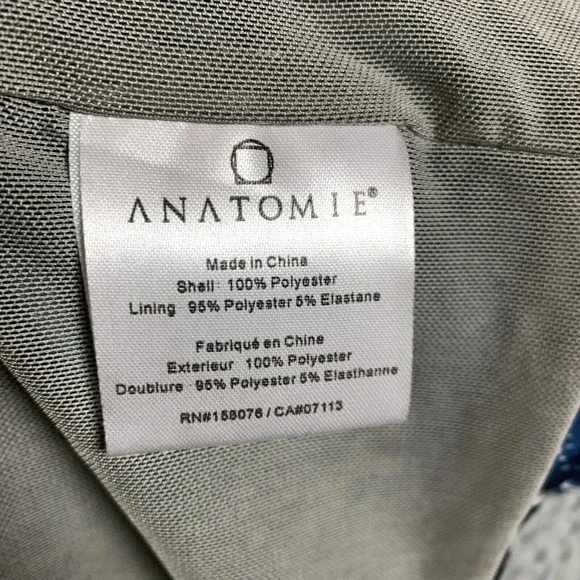 ANATOMIE®
Made in China
Shell: 100% Polyester
Lining 95% Polyester 5% Elastane
Fabriqué en Chine
Exterieur 100% Polyester
Doublure 95% Polyester 5% Elasthanne
RN#158076 / CA#07113